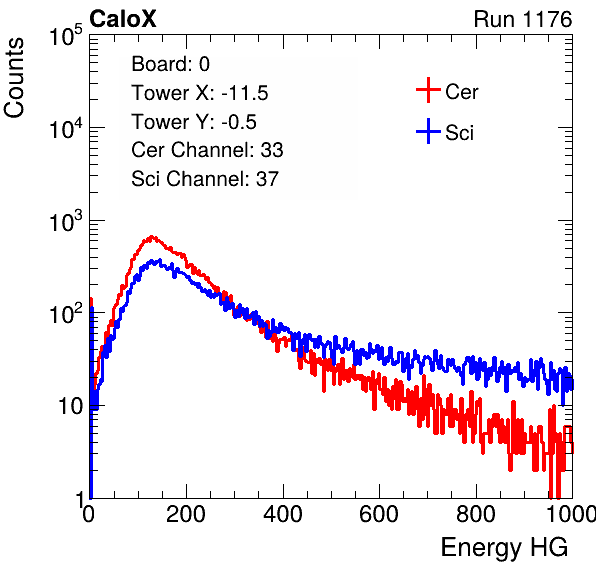 CaloX Run 1176
Counts
10^5
10^4
10^3
10^2
10
1
Board: 0
Tower X: -11.5
Tower Y: -0.5
Cer Channel: 33
Sci Channel: 37
Cer
Sci
0 200 400 600 800 1000
Energy HG